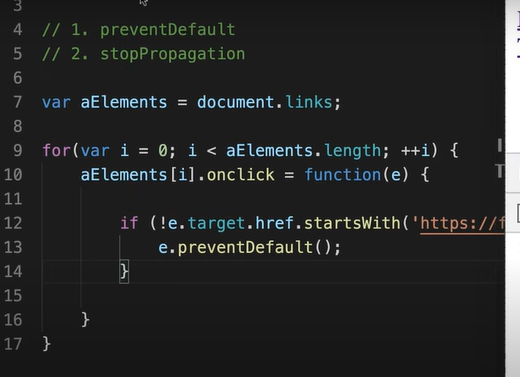 3
4 // 1. preventDefault
5 // 2. stopPropagation
6
7 var aElements = document.links;
8
9 for(var i = 0; i < aElements.length; ++i) {
10 aElements[i].onclick = function(e) {
11
12 if (!e.target.href.startsWith('https://f
13 e.preventDefault();
14 }
15
16 }
17 }